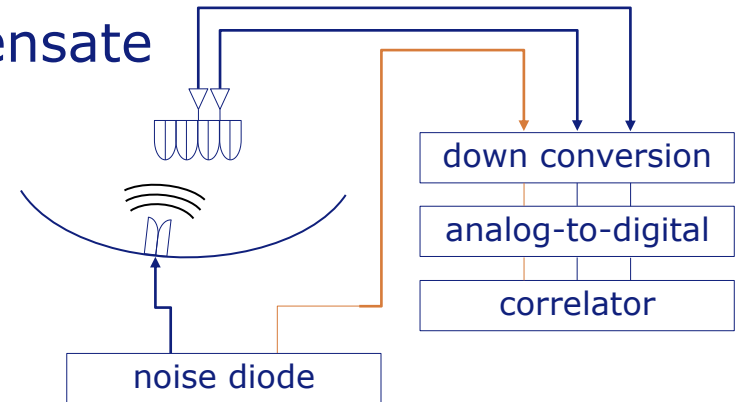 ensate
down conversion
analog-to-digital
correlator
noise diode